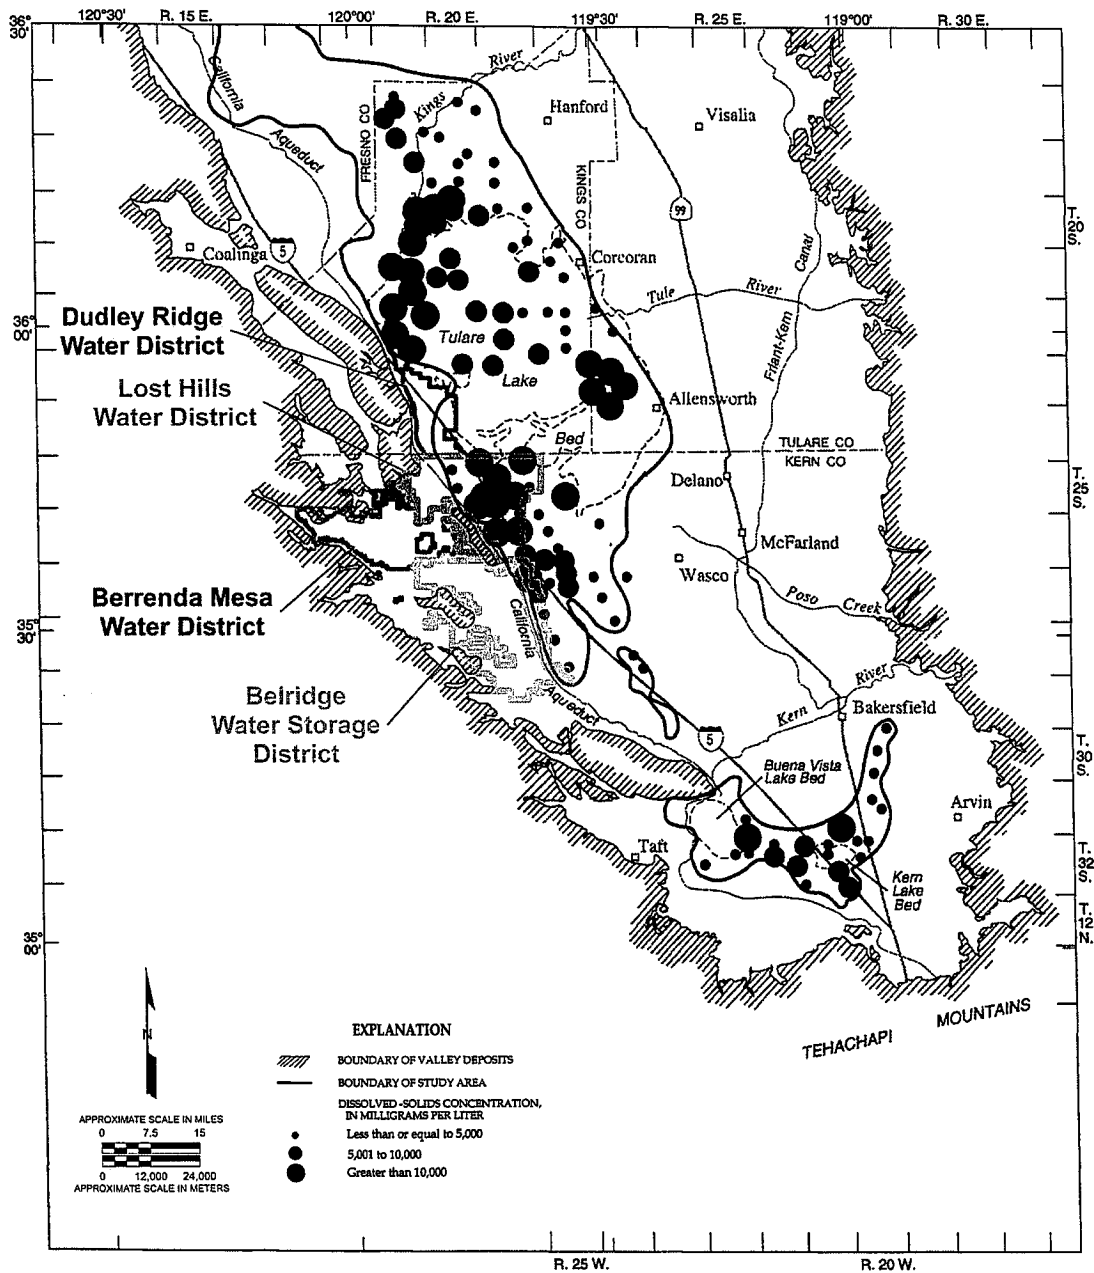 120°30'
R. 15 E.
120°00'
R. 20 E.
119°30'
R. 25 E.
119°00'
R. 30 E.
36°
30'
California
Aqueduct
FRESNO CO
Kings
River
Hanford
KINGS CO
Visalia
99
T.
20
S.
Coalinga
5
Corcoran
Tule
River
Friant-Kern
Canal
36°
00'
Dudley Ridge
Water District
Tulare
Lake
Bed
Lost Hills
Water District
Allensworth
TULARE CO
KERN CO
Delano
T.
25
S.
McFarland
Wasco
Poso
Creek
Berrenda Mesa
Water District
35°
30'
California
Aqueduct
Belridge
Water Storage
District
River
Kern
Bakersfield
5
Buena Vista
Lake Bed
T.
30
S.
Arvin
Taft
T.
32
S.
Kern
Lake
Bed
T.
12
N.
35°
00'
TEHACHAPI
MOUNTAINS
N
EXPLANATION
BOUNDARY OF VALLEY DEPOSITS
BOUNDARY OF STUDY AREA
DISSOLVED-SOLIDS CONCENTRATION,
IN MILLIGRAMS PER LITER
Less than or equal to 5,000
5,001 to 10,000
Greater than 10,000
APPROXIMATE SCALE IN MILES
0 7.5 15
0 12,000 24,000
APPROXIMATE SCALE IN METERS
R. 25 W.
R. 20 W.